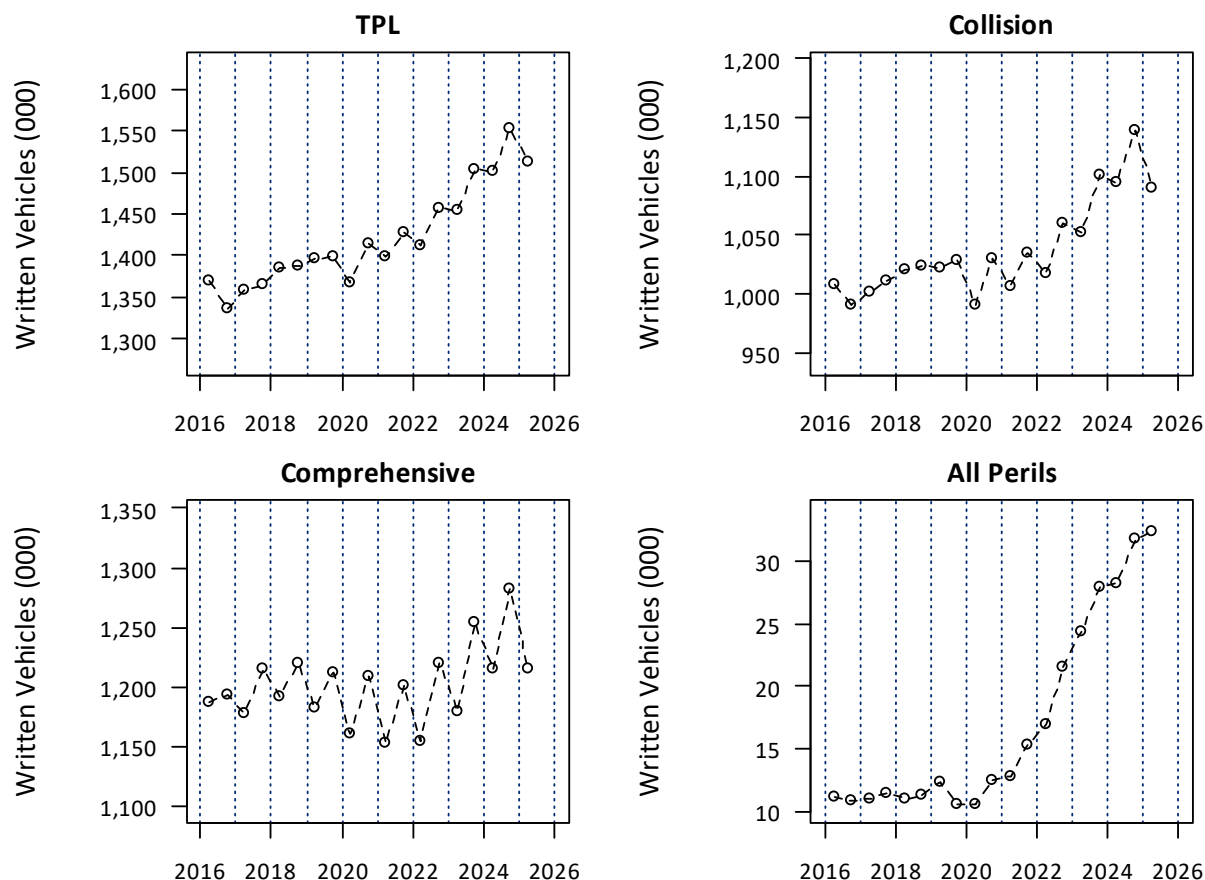 TPL
Written Vehicles (000)
1,600
1,550
1,500
1,450
1,400
1,350
1,300
2016 2018 2020 2022 2024 2026
Collision
Written Vehicles (000)
1,200
1,150
1,100
1,050
1,000
950
2016 2018 2020 2022 2024 2026
Comprehensive
Written Vehicles (000)
1,350
1,300
1,250
1,200
1,150
1,100
2016 2018 2020 2022 2024 2026
All Perils
Written Vehicles (000)
30
25
20
15
10
2016 2018 2020 2022 2024 2026